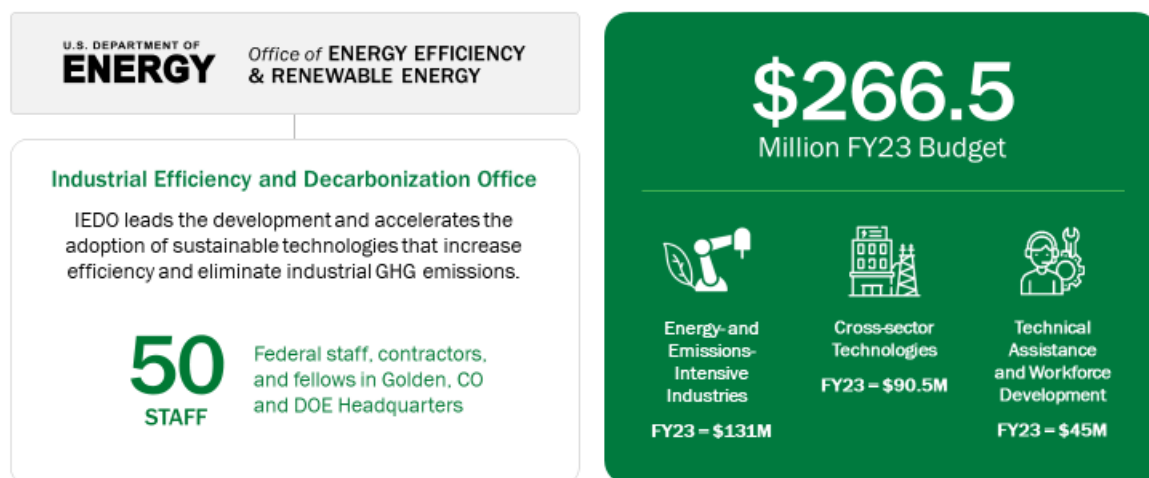 U.S. DEPARTMENT OF
ENERGY
Office of ENERGY EFFICIENCY
& RENEWABLE ENERGY
Industrial Efficiency and Decarbonization Office
IEDO leads the development and accelerates the
adoption of sustainable technologies that increase
efficiency and eliminate industrial GHG emissions.
50
STAFF
Federal staff, contractors,
and fellows in Golden, CO
and DOE Headquarters
$266.5
Million FY23 Budget
Energy- and
Emissions-
Intensive
Industries
FY23 = $131M
Cross-sector
Technologies
FY23 = $90.5M
Technical
Assistance
and Workforce
Development
FY23 = $45M